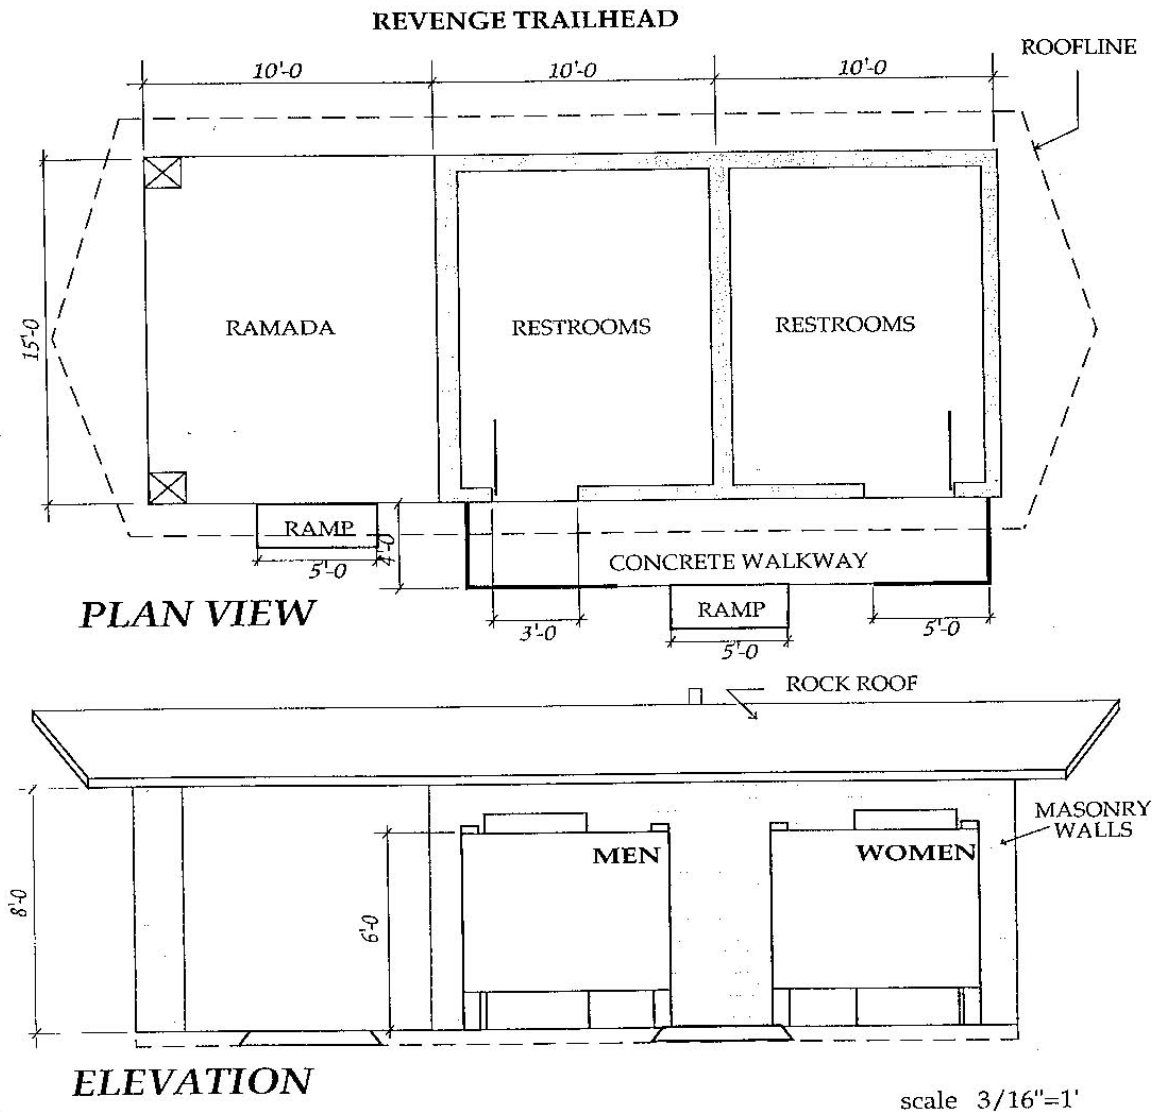 REVENGE TRAILHEAD
ROOFLINE
10'-0
10'-0
10'-0
15'-0
RAMADA
RESTROOMS
RESTROOMS
RAMP
5'-0
4'-0
CONCRETE WALKWAY
RAMP
3'-0
5'-0
5'-0
PLAN VIEW
ROCK ROOF
MASONRY
WALLS
MEN
WOMEN
8'-0
6'-0
ELEVATION
scale 3/16"=1'